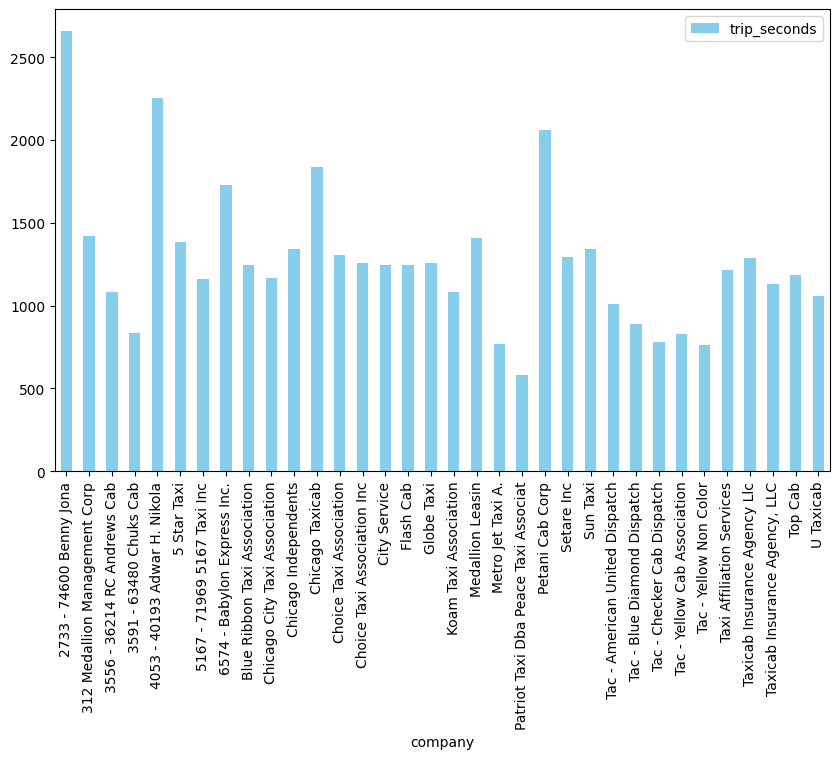 trip_seconds
2500
2000
1500
1000
500
0
2733 - 74600 Benny Jona
312 Medallion Management Corp
3556 - 36214 RC Andrews Cab
3591 - 63480 Chuks Cab
4053 - 40193 Adwar H. Nikola
5 Star Taxi
5167 - 71969 5167 Taxi Inc
6574 - Babylon Express Inc.
Blue Ribbon Taxi Association
Chicago City Taxi Association
Chicago Independents
Chicago Taxicab
Choice Taxi Association
Choice Taxi Association Inc
City Service
Flash Cab
Globe Taxi
Koam Taxi Association
Medallion Leasin
Metro Jet Taxi A.
Patriot Taxi Dba Peace Taxi Associat
Petani Cab Corp
Setare Inc
Sun Taxi
Tac - American United Dispatch
Tac - Blue Diamond Dispatch
Tac - Checker Cab Dispatch
Tac - Yellow Cab Association
Tac - Yellow Non Color
Taxi Affiliation Services
Taxicab Insurance Agency Llc
Taxicab Insurance Agency, LLC
Top Cab
U Taxicab
company